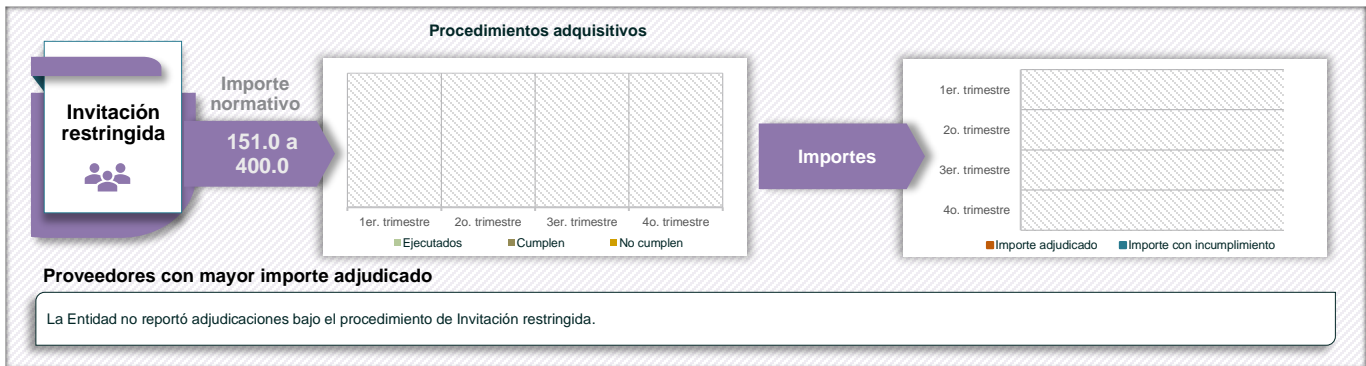 Procedimientos adquisitivos
Invitación
restringida
Importe
normativo
151.0 a
400.0
1er. trimestre 2o. trimestre 3er. trimestre 4o. trimestre
Ejecutados Cumplen No cumplen
Importes
1er. trimestre
2o. trimestre
3er. trimestre
4o. trimestre
Importe adjudicado Importe con incumplimiento
Proveedores con mayor importe adjudicado
La Entidad no reportó adjudicaciones bajo el procedimiento de Invitación restringida.